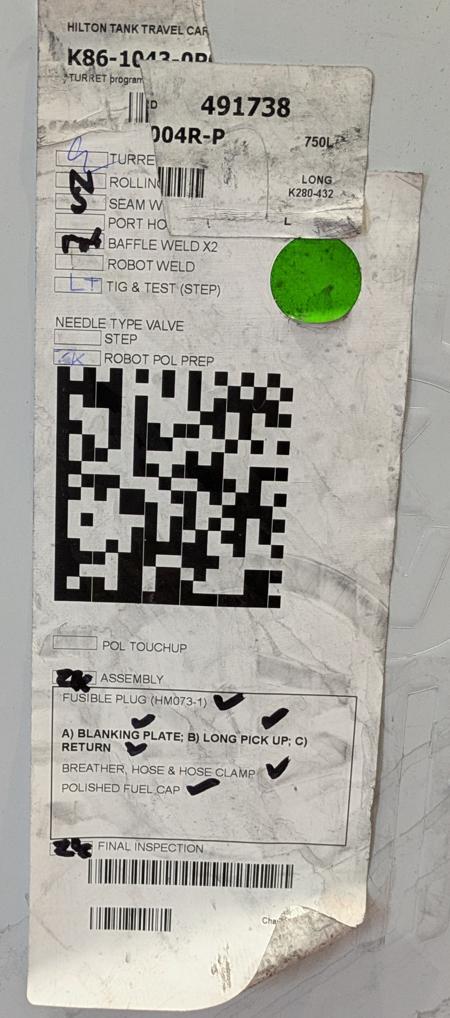 HILTON TANK TRAVEL CAR
K86-1043-0R
TURRET program
491738
004R-P
750L
LONG
K280-432
L
TURRE
ROLLIN
SEAM W
PORT HO
BAFFLE WELD X2
ROBOT WELD
LT TIG & TEST (STEP)
NEEDLE TYPE VALVE
STEP
ROBOT POL PREP
POL TOUCHUP
ASSEMBLY
FUSIBLE PLUG (HM073-1)
A) BLANKING PLATE; B) LONG PICK UP; C)
RETURN
BREATHER, HOSE & HOSE CLAMP
POLISHED FUEL CAP
FINAL INSPECTION
Cha